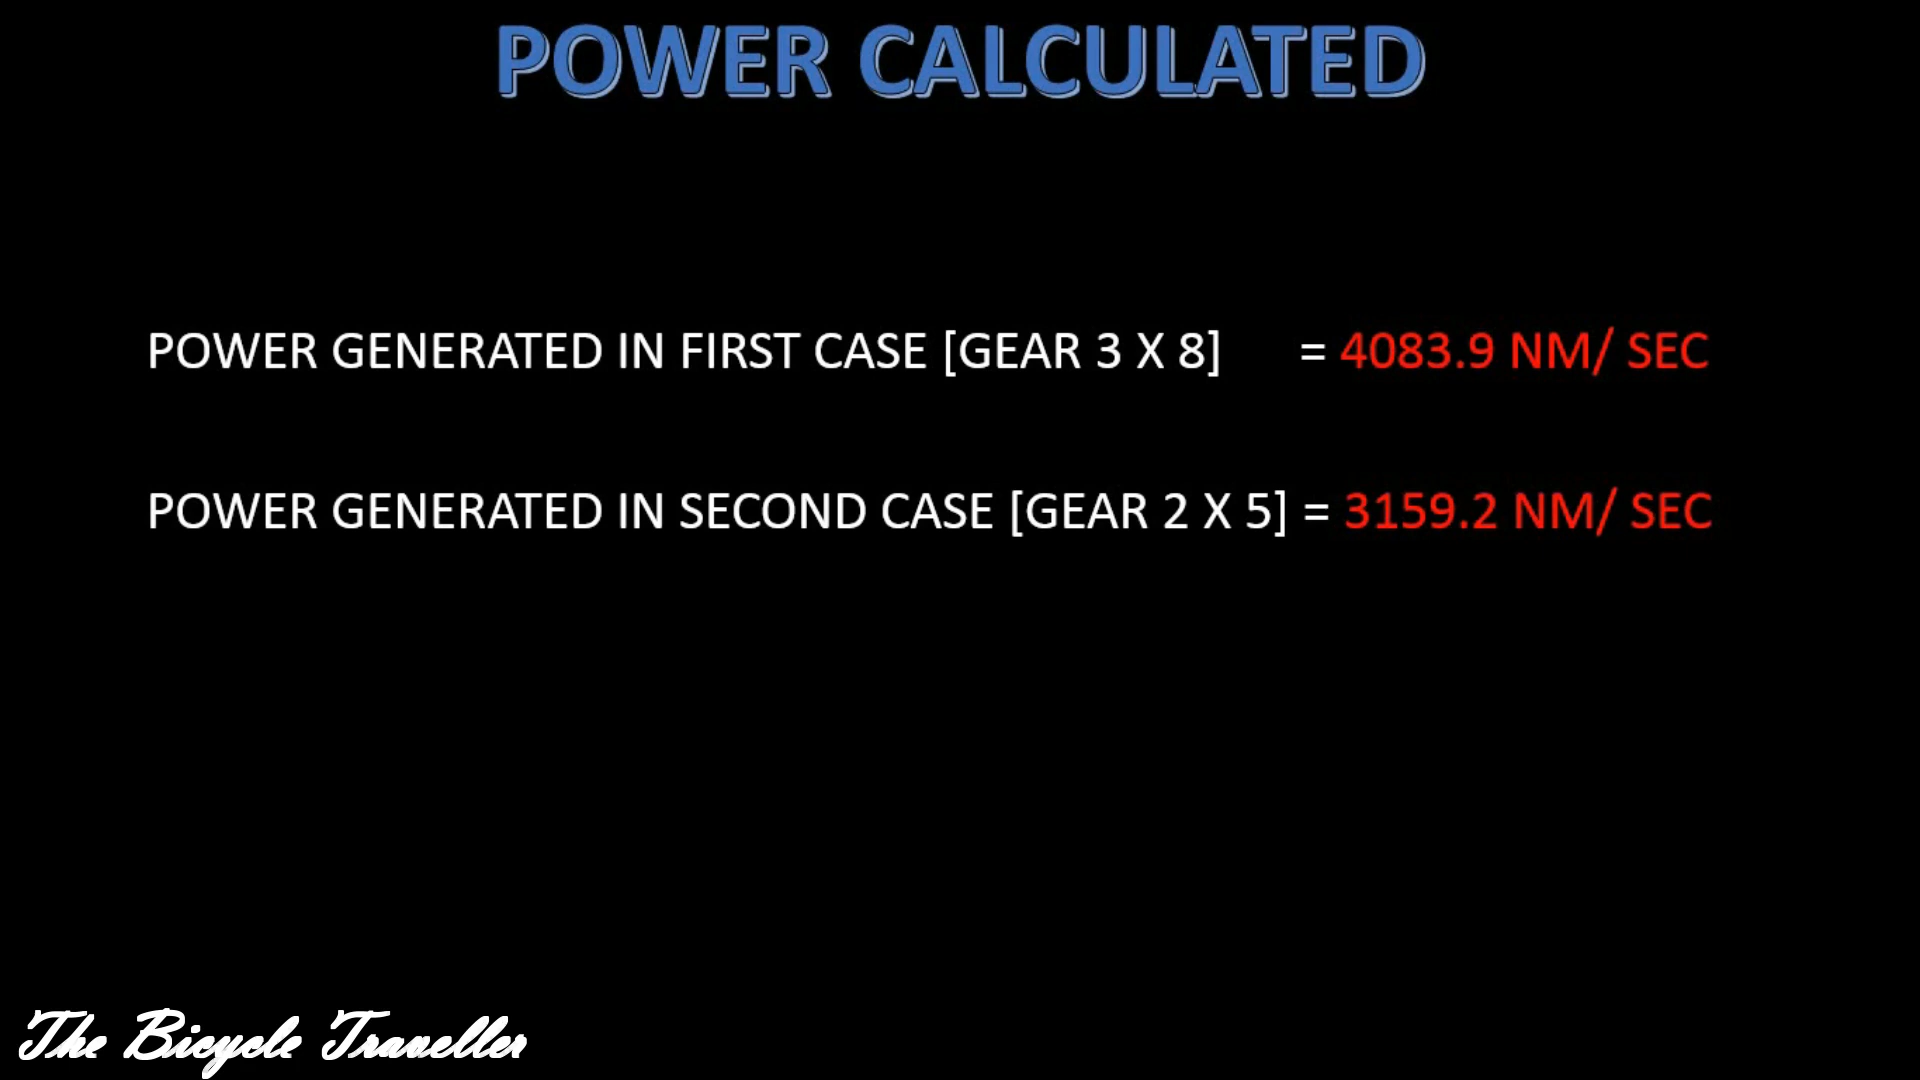 POWER CALCULATED
POWER GENERATED IN FIRST CASE [GEAR 3 X 8] = 4083.9 NM/ SEC
POWER GENERATED IN SECOND CASE [GEAR 2 X 5] = 3159.2 NM/ SEC
The Bicycle Traveller